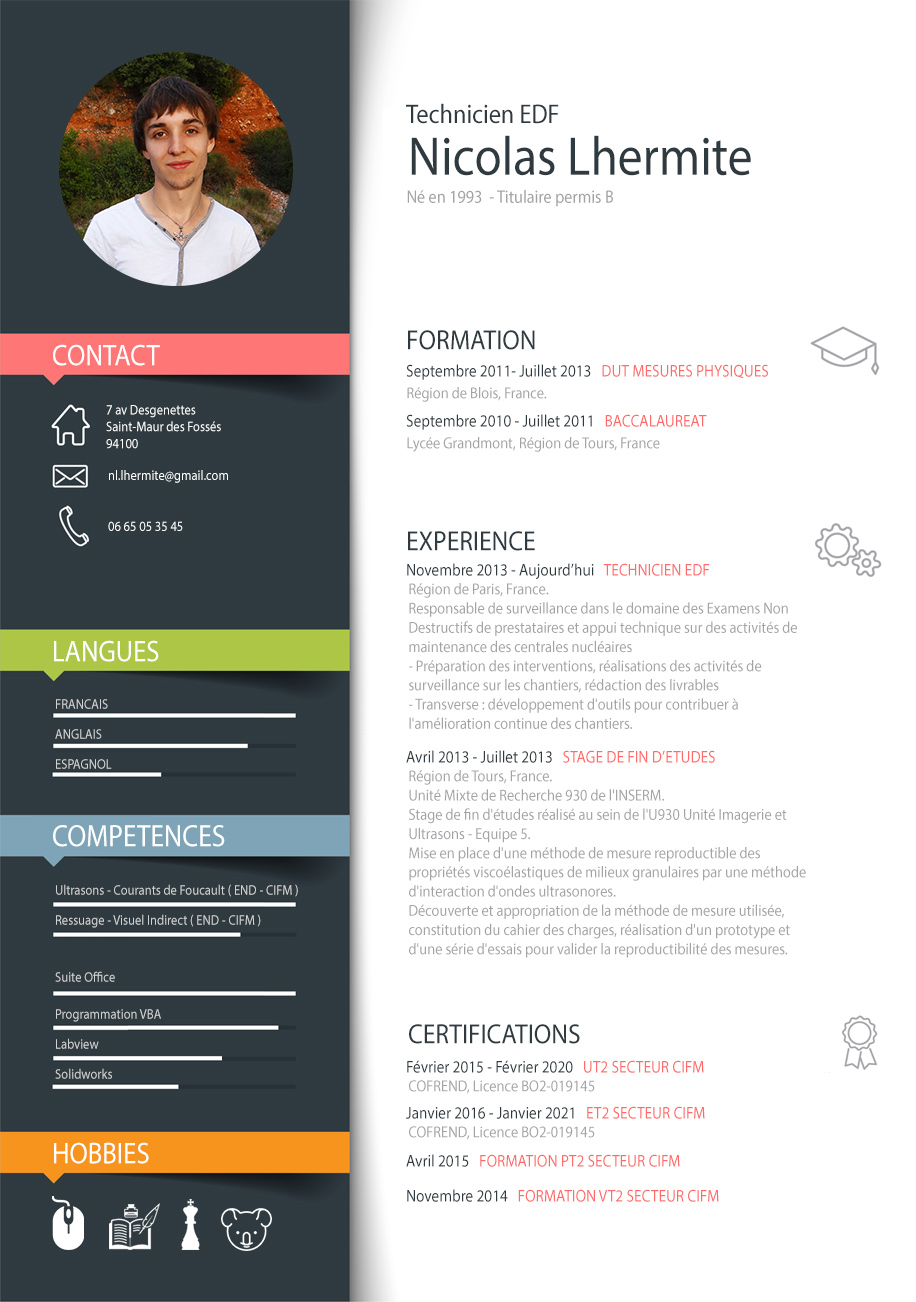 Technicien EDF
Nicolas Lhermite
Né en 1993 - Titulaire permis B
CONTACT
7 av Desgenettes
Saint-Maur des Fossés
94100
nl.lhermite@gmail.com
06 65 05 35 45
LANGUES
FRANCAIS
ANGLAIS
ESPAGNOL
COMPETENCES
Ultrasons - Courants de Foucault ( END - CIFM )
Ressuage - Visuel Indirect ( END - CIFM )
Suite Office
Programmation VBA
Labview
Solidworks
HOBBIES
FORMATION
Septembre 2011- Juillet 2013 DUT MESURES PHYSIQUES
Région de Blois, France.
Septembre 2010 - Juillet 2011 BACCALAUREAT
Lycée Grandmont, Région de Tours, France
EXPERIENCE
Novembre 2013 - Aujourd’hui TECHNICIEN EDF
Région de Paris, France.
Responsable de surveillance dans le domaine des Examens Non
Destructifs de prestataires et appui technique sur des activités de
maintenance des centrales nucléaires
- Préparation des interventions, réalisations des activités de
surveillance sur les chantiers, rédaction des livrables
- Transverse : développement d'outils pour contribuer à
l'amélioration continue des chantiers.
Avril 2013 - Juillet 2013 STAGE DE FIN D’ETUDES
Région de Tours, France.
Unité Mixte de Recherche 930 de l'INSERM.
Stage de fin d'études réalisé au sein de l'U930 Unité Imagerie et
Ultrasons - Equipe 5.
Mise en place d'une méthode de mesure reproductible des
propriétés viscoélastiques de milieux granulaires par une méthode
d'interaction d'ondes ultrasonores.
Découverte et appropriation de la méthode de mesure utilisée,
constitution du cahier des charges, réalisation d'un prototype et
d'une série d'essais pour valider la reproductibilité des mesures.
CERTIFICATIONS
Février 2015 - Février 2020 UT2 SECTEUR CIFM
COFREND, Licence BO2-019145
Janvier 2016 - Janvier 2021 ET2 SECTEUR CIFM
COFREND, Licence BO2-019145
Avril 2015 FORMATION PT2 SECTEUR CIFM
Novembre 2014 FORMATION VT2 SECTEUR CIFM